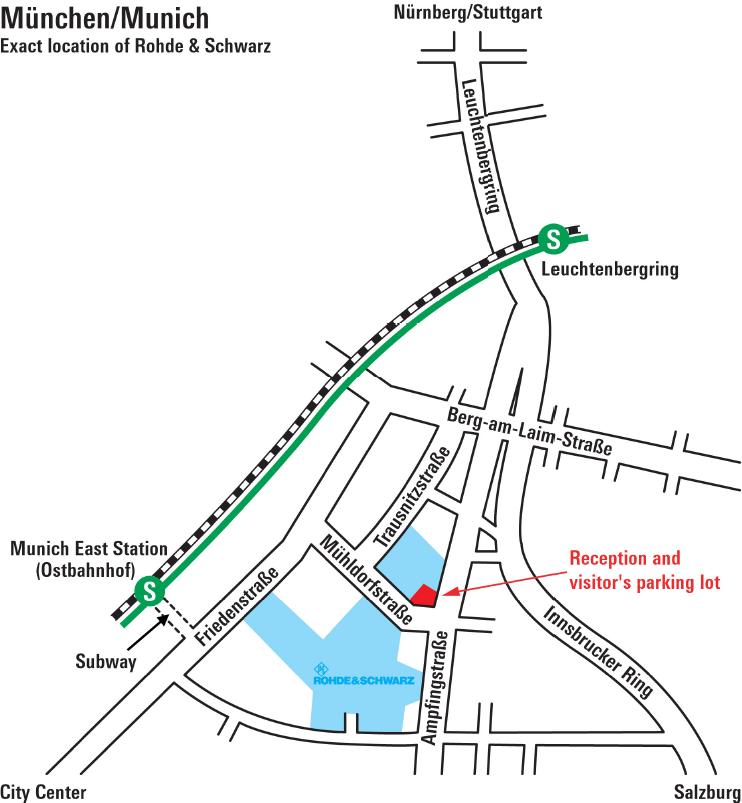 München/Munich
Exact location of Rohde & Schwarz
Nürnberg/Stuttgart
Leuchtenbergring
S
Leuchtenbergring
Berg-am-Laim-Straße
Trausnitzstraße
Munich East Station
(Ostbahnhof)
S
Mühldorfstraße
Reception and
visitor's parking lot
Friedenstraße
Subway
Innsbrucker Ring
ROHDE&SCHWARZ
Ampfingstraße
City Center
Salzburg